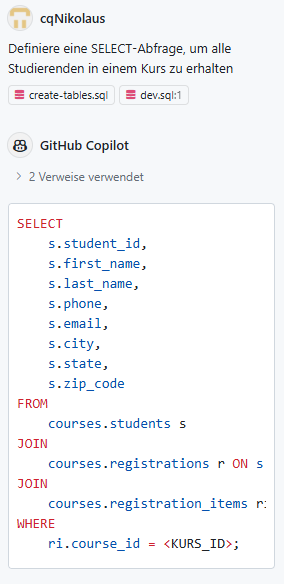 cqNikolaus
Definiere eine SELECT-Abfrage, um alle
Studierenden in einem Kurs zu erhalten
create-tables.sql dev.sql:1
GitHub Copilot
2 Verweise verwendet
SELECT
s.student_id,
s.first_name,
s.last_name,
s.phone,
s.email,
s.city,
s.state,
s.zip_code
FROM
courses.students s
JOIN
courses.registrations r ON s
JOIN
courses.registration_items ri
WHERE
ri.course_id = <KURS_ID>;